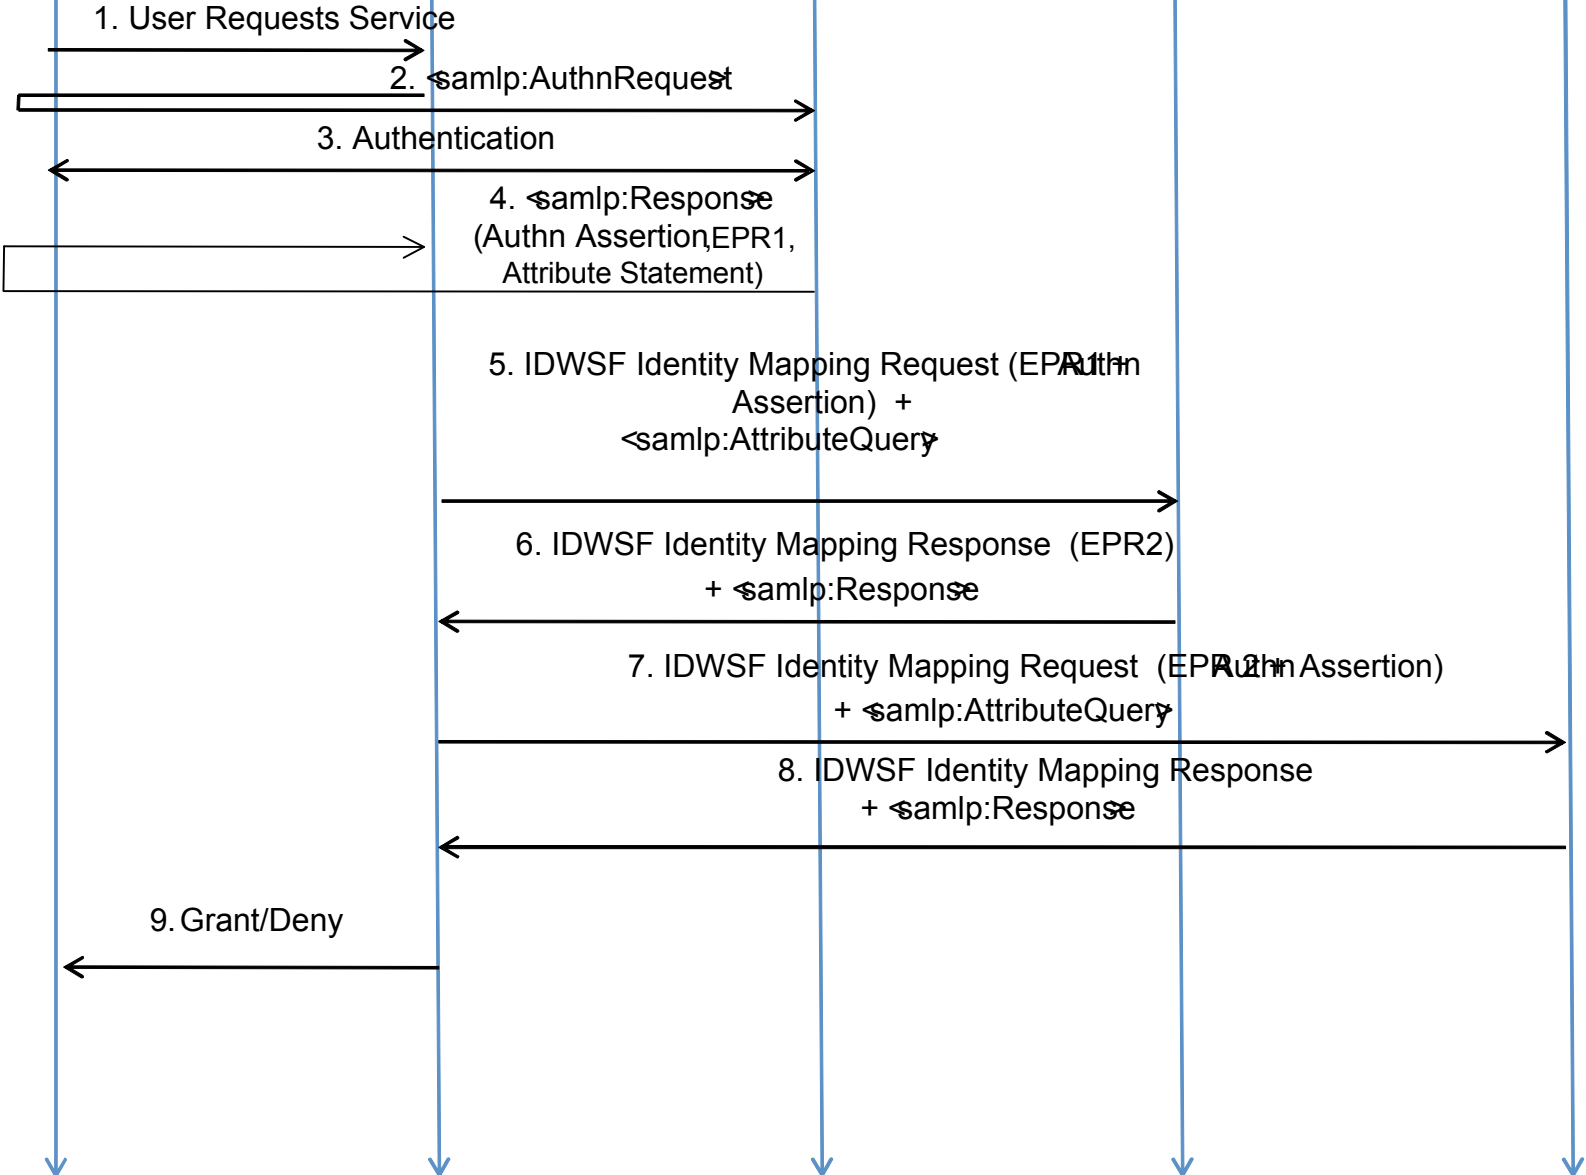 1. User Requests Service
2. <samlp:AuthnRequest>
3. Authentication
4. <samlp:Response>
(Authn Assertion,EPR1,
Attribute Statement)
5. IDWSF Identity Mapping Request (EPR1 + Authn
Assertion) +
<samlp:AttributeQuery>
6. IDWSF Identity Mapping Response (EPR2)
+ <samlp:Response>
7. IDWSF Identity Mapping Request (EPR 2 + Authn Assertion)
+ <samlp:AttributeQuery>
8. IDWSF Identity Mapping Response
+ <samlp:Response>
9. Grant/Deny